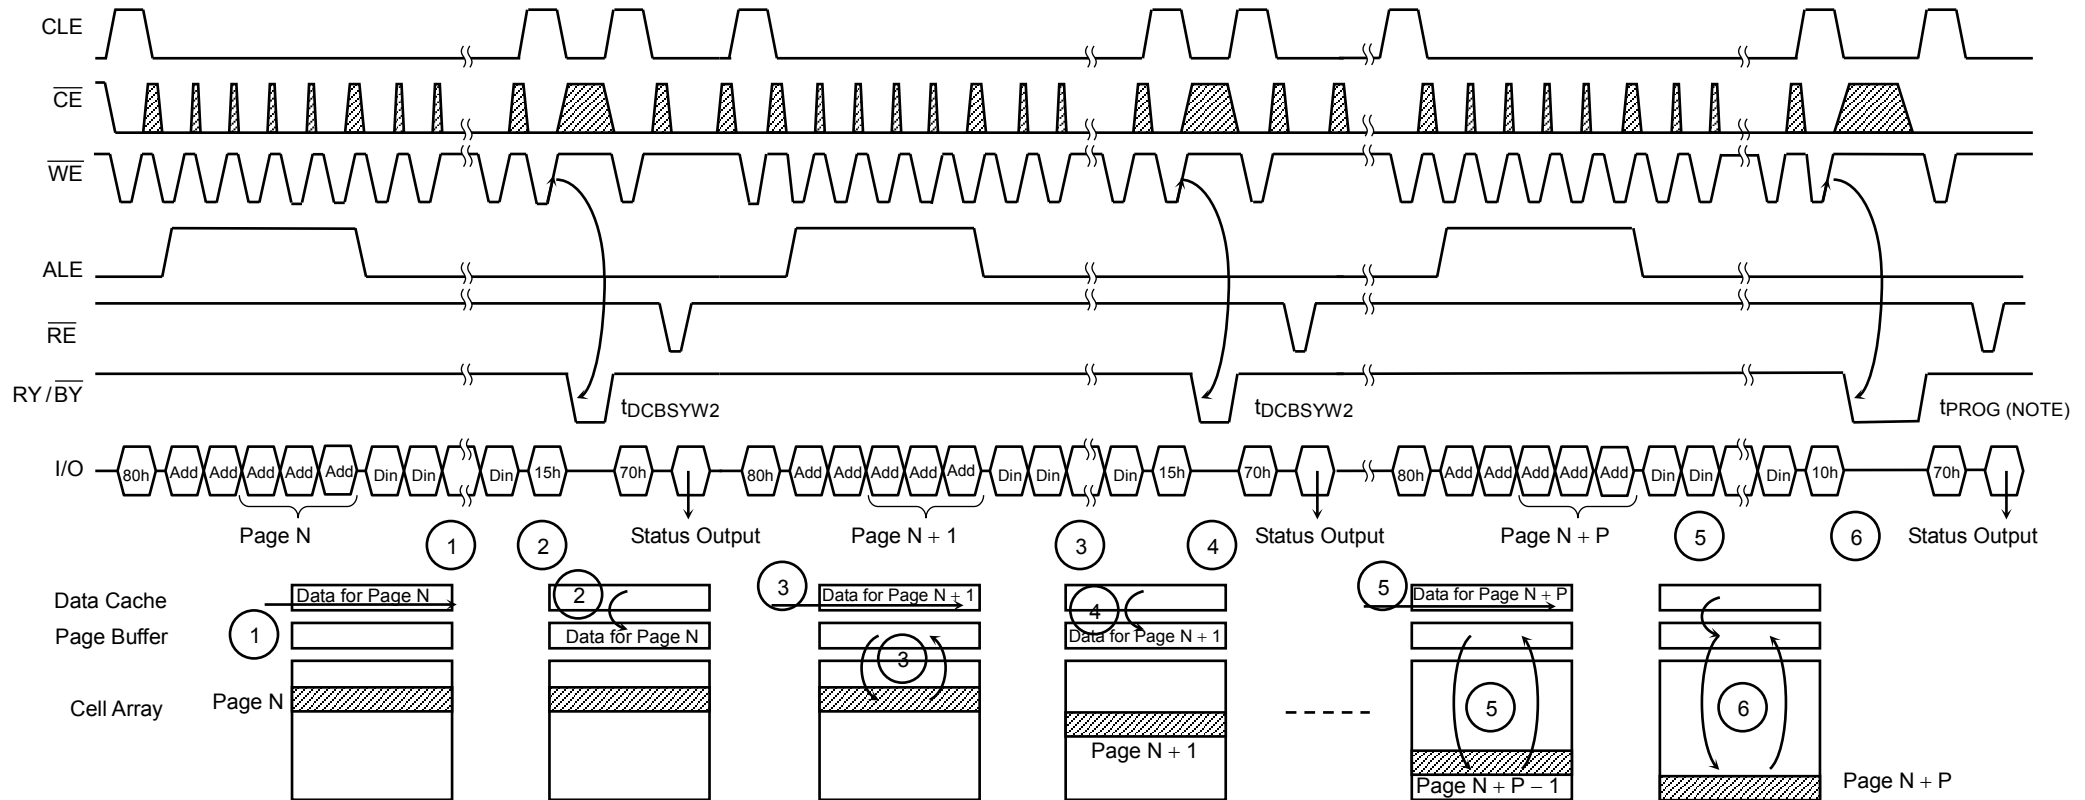 CLE
CE
WE
ALE
RE
RY / BY
tDCBSYW2 tDCBSYW2 tPROG (NOTE)
I/O 80h Add Add Add Add Add Din Din Din 15h 70h 80h Add Add Add Add Add Din Din Din 15h 70h 80h Add Add Add Add Add Din Din Din 10h 70h
Page N 1 2 Status Output Page N + 1 3 4 Status Output Page N + P 5 6 Status Output
Data Cache Data for Page N 2 3 Data for Page N + 1 4 5 Data for Page N + P
Page Buffer 1 Data for Page N 3 Data for Page N + 1
Cell Array Page N 5 6
Page N + 1
Page N + P − 1 Page N + P